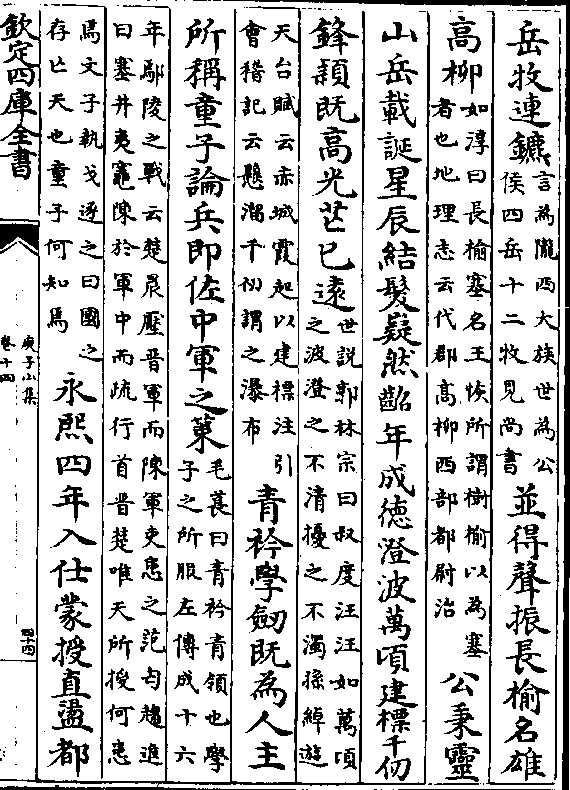 岳牧連鑣言為隴西大族世為公侯四岳十二牧見尚書並得聲振長榆名雄
高柳如淳曰長榆塞名王恢所謂樹榆以為塞者也地理志云代郡高柳西部都尉治公秉靈
山岳載誕星辰結髪嶷然齠年成徳澄波萬頃建標千仞
鋒頴既高光芒已遠世説郭林宗曰叔度汪汪如萬頃之波澄之不清擾之不濁孫綽遊
天台賦云赤城霞起以建標注引會稽記云懸溜千仞謂之瀑布青衿學劒既為人主
所稱童子論兵即佐中軍之䇿毛萇曰青衿青領也學子之所服左傳成十六
年鄢陵之戰云楚晨壓晉軍而陳軍吏患之范匄趨進曰塞井夷竈陳於軍中而疏行首晉楚唯天所授何患
焉文子執戈逐之曰國之存亡天也童子何知焉永熙四年入仕蒙授直盪都
欽定四庫全書
庾子山集
卷十四
四十四